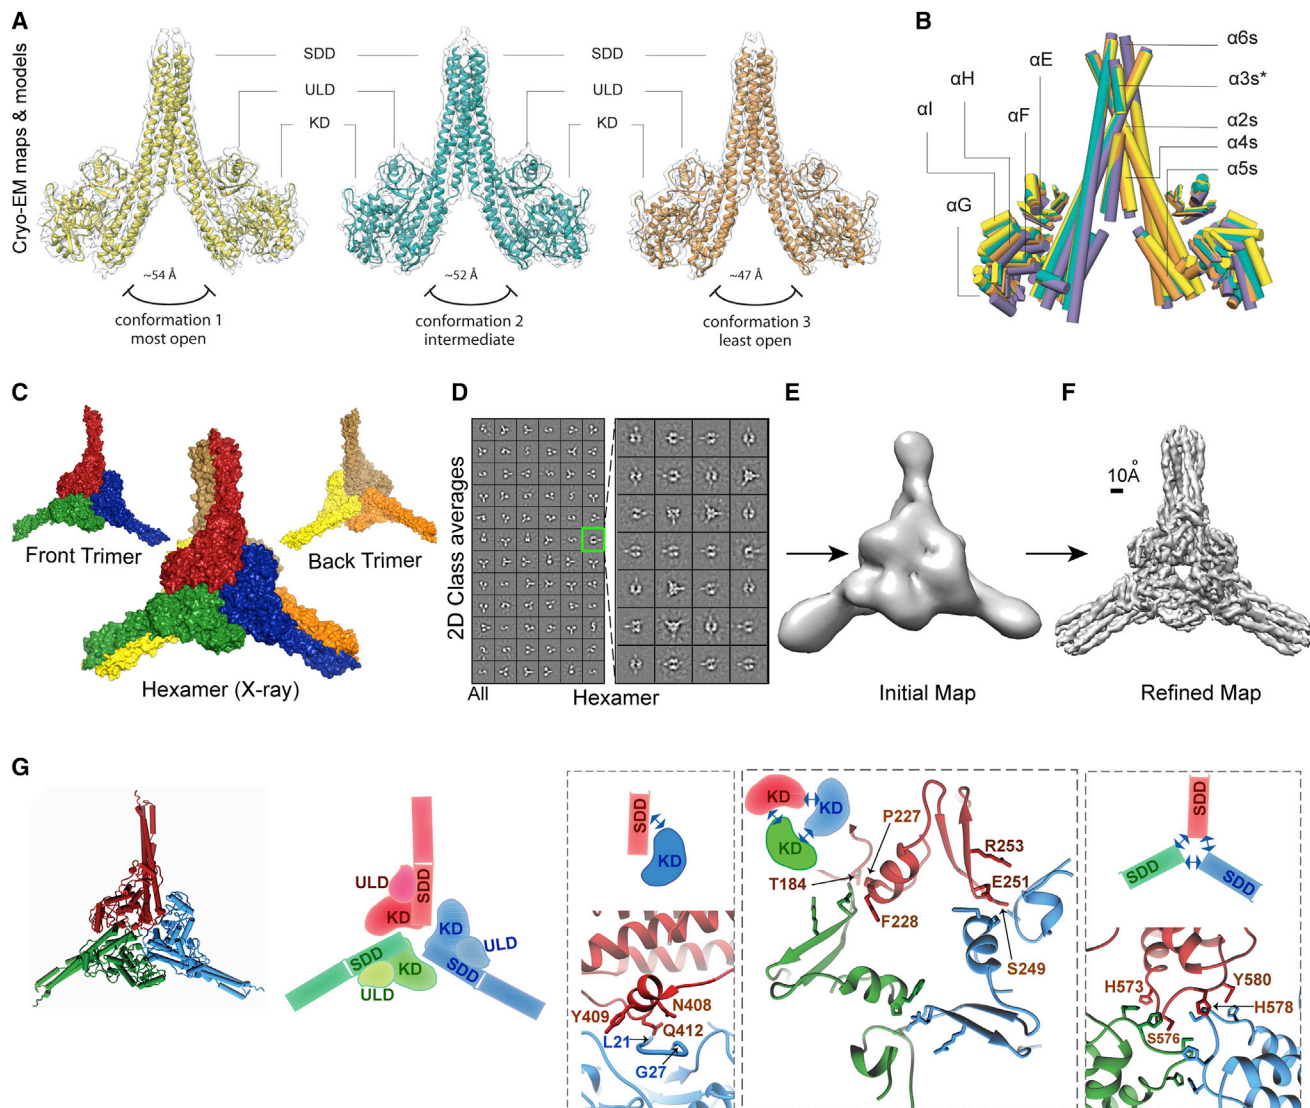 A
Cryo-EM maps & models
SDD
ULD
KD
SDD
ULD
KD
~54 Å
~52 Å
~47 Å
conformation 1
most open
conformation 2
intermediate
conformation 3
least open
B
αE
αH
αI
αF
αG
α6s
α3s*
α2s
α4s
α5s
C
Front Trimer
Back Trimer
Hexamer (X-ray)
D
2D Class averages
All
Hexamer
E
Initial Map
F
10Å
Refined Map
G
ULD
SDD
KD
KD
SDD
KD
ULD
SDD
ULD
SDD
KD
Y409
N408
Q412
L21
G27
KD
KD
KD
P227
T184
F228
R253
E251
S249
SDD
SDD
SDD
H573
Y580
H578
S576